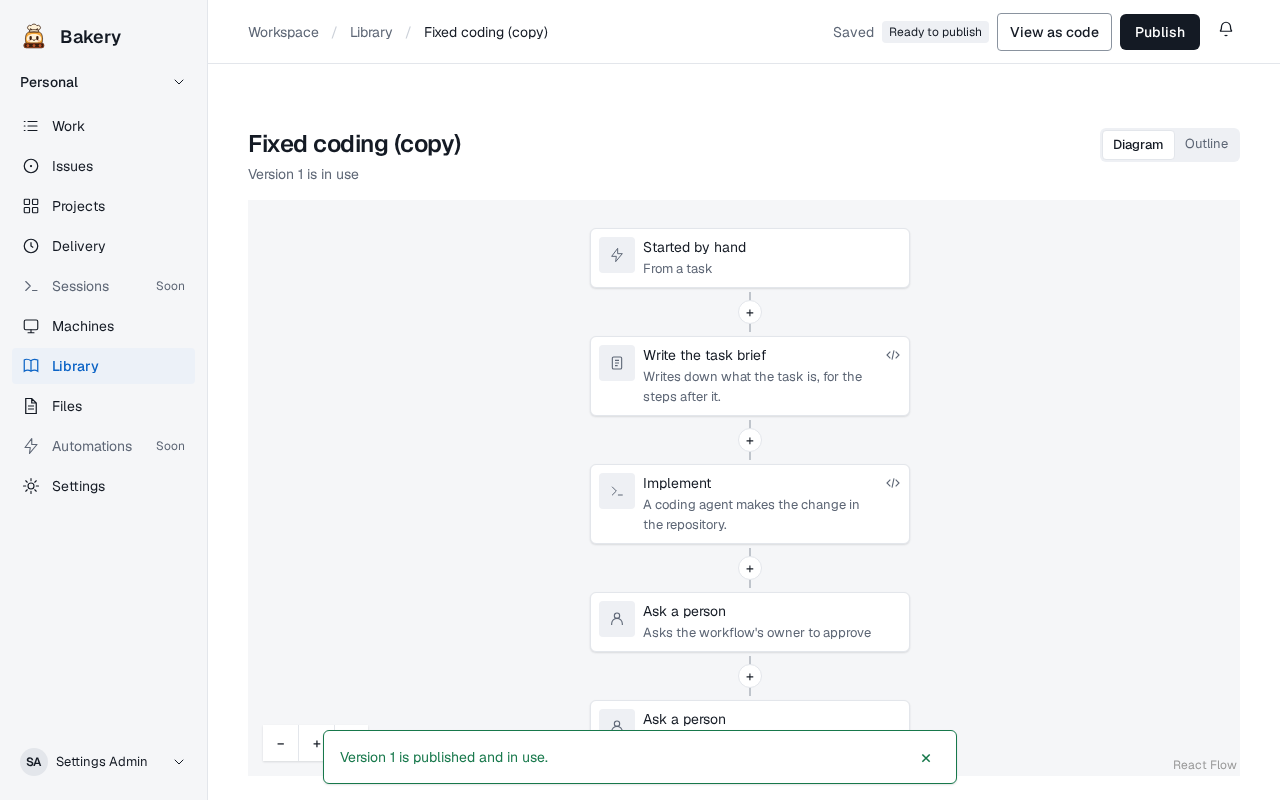 Bakery
Workspace / Library / Fixed coding (copy)
Saved
Ready to publish
View as code
Publish
Personal
Work
Issues
Projects
Delivery
Sessions Soon
Machines
Library
Files
Automations Soon
Settings
SA Settings Admin
Fixed coding (copy)
Version 1 is in use
Diagram
Outline
Started by hand
From a task
+
Write the task brief
Writes down what the task is, for the
steps after it.
+
Implement
A coding agent makes the change in
the repository.
+
Ask a person
Asks the workflow's owner to approve
+
Ask a person
− +
Version 1 is published and in use. ×
React Flow